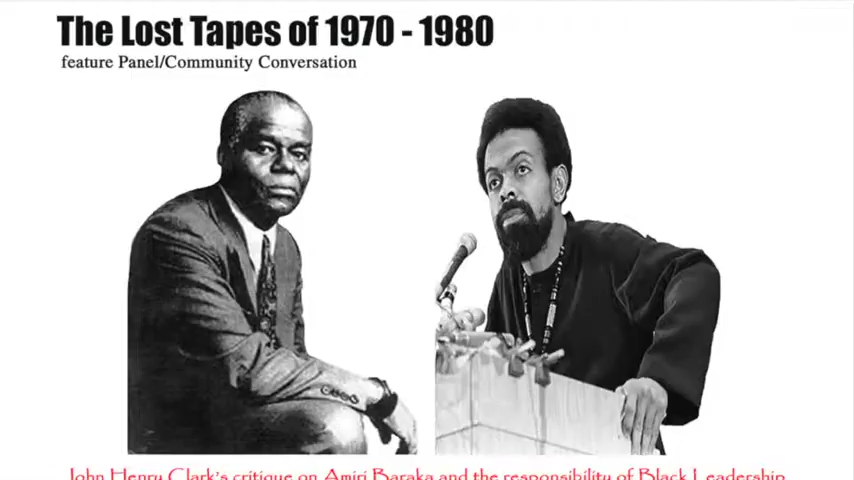 The Lost Tapes of 1970 - 1980
feature Panel/Community Conversation
John Henry Clark's critique on Amiri Baraka and the responsibility of Black Leadership